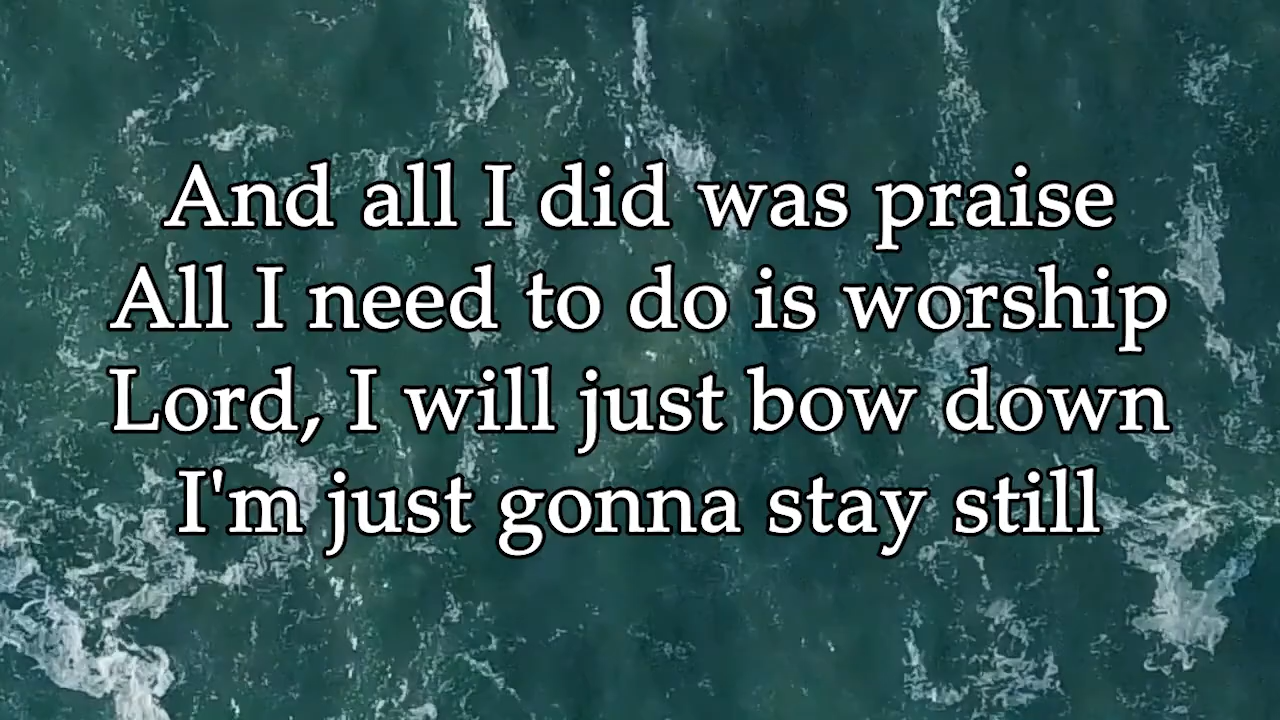 And all I did was praise
All I need to do is worship
Lord, I will just bow down
I'm just gonna stay still